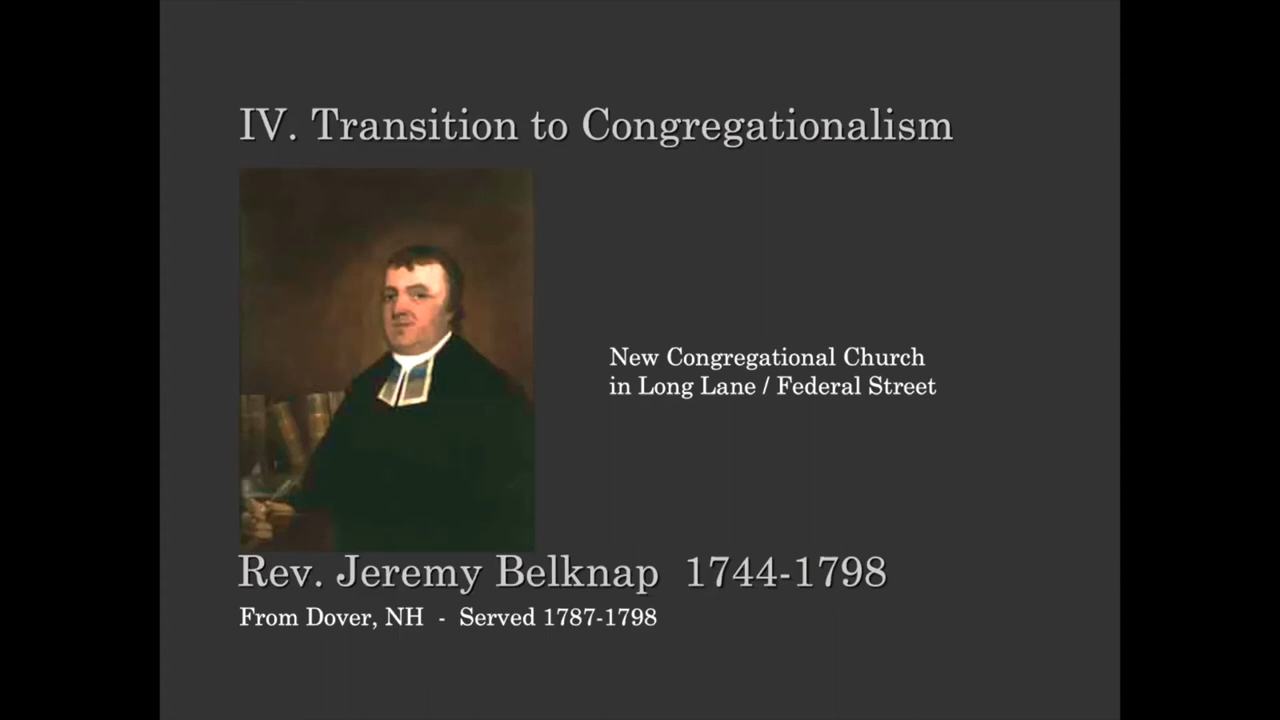 IV. Transition to Congregationalism
New Congregational Church
in Long Lane / Federal Street
Rev. Jeremy Belknap 1744-1798
From Dover, NH - Served 1787-1798